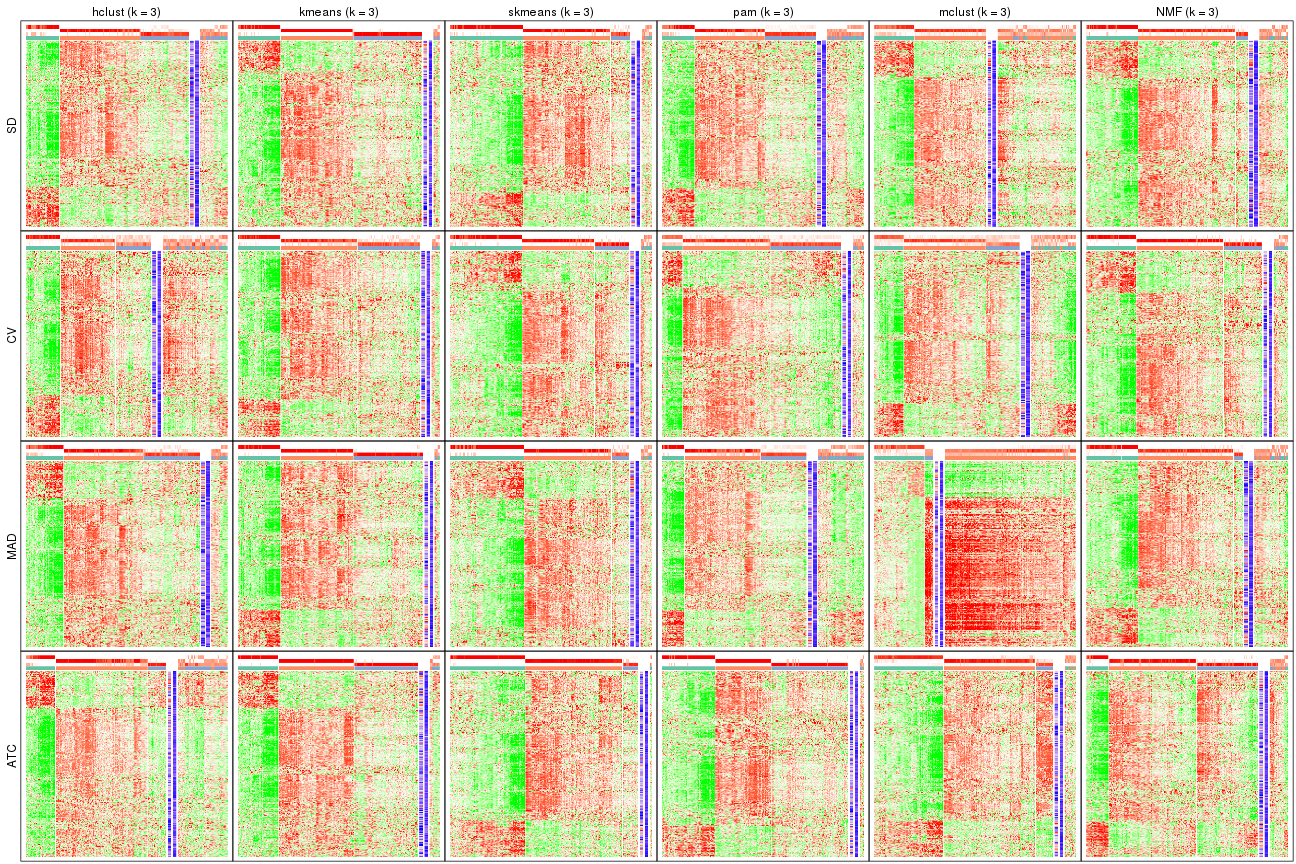 hclust (k = 3) kmeans (k = 3) skmeans (k = 3) pam (k = 3) mclust (k = 3) NMF (k = 3)
SD
CV
MAD
ATC